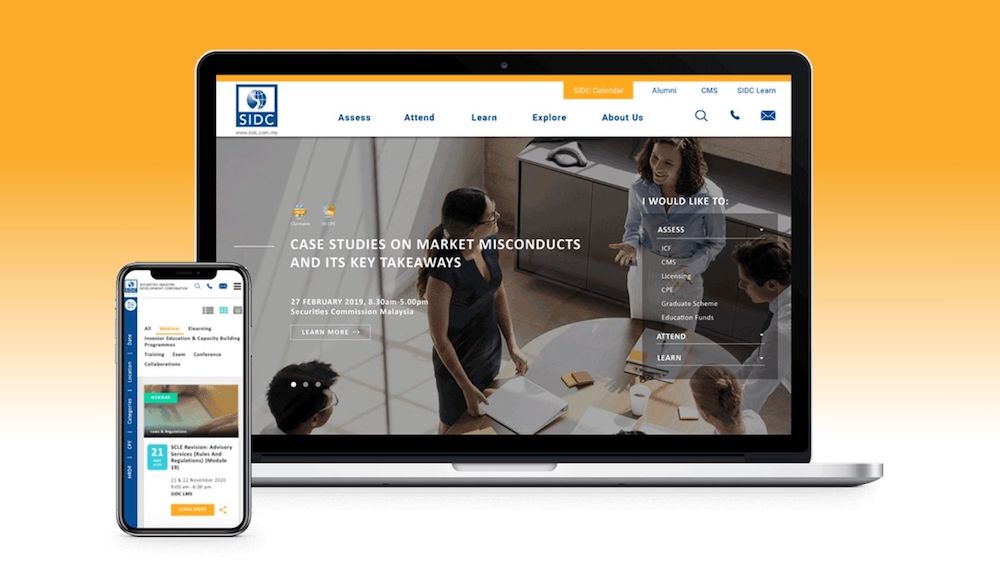 SIDC
www.sidc.com.my
SIDC Calendar
Alumni
CMS
SIDC Learn
Assess
Attend
Learn
Explore
About Us
CASE STUDIES ON MARKET MISCONDUCTS
AND ITS KEY TAKEAWAYS
27 FEBRUARY 2019, 8.30am-5.00pm
Securities Commission Malaysia
LEARN MORE
I WOULD LIKE TO:
ASSESS
ICF
CMS
Licensing
CPE
Graduate Scheme
Education Funds
ATTEND
LEARN
SECURITIES INDUSTRY
DEVELOPMENT CORPORATION
All Webinar Elearning
Investor Education & Capacity Building
Programmes
Training Exam Conference
Collaborations
Date
Location
Categories
CPE
HRDF
WEBINAR
Laws & Regulations
21
SCLE Revision: Advisory
Services (Rules And
Regulations) (Module
19)
21 & 22 November 2020
9:00 am- 6:00 pm
SIDC LMS
LEARN MORE